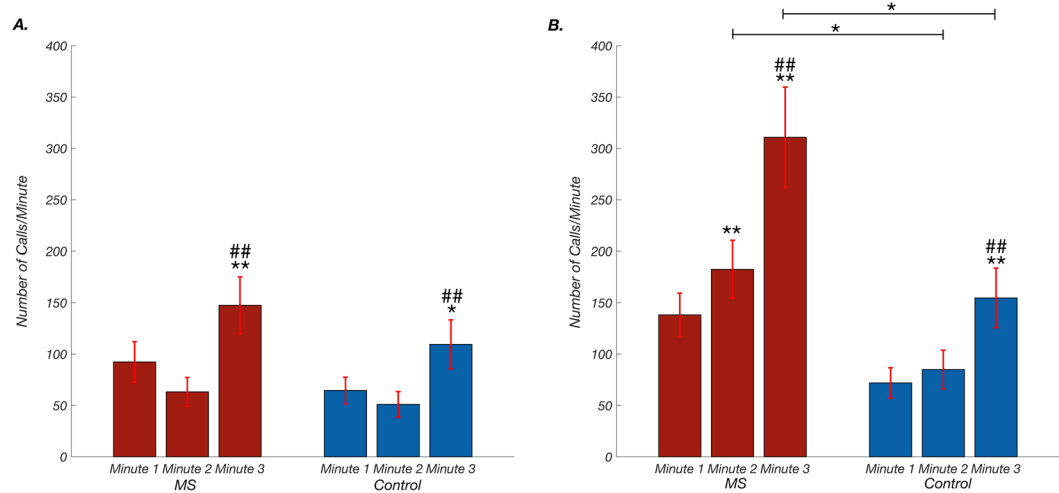 A.
400
350
300
250
200
150
100
50
0
Number of Calls/Minute
##
**
##
*
Minute 1 Minute 2 Minute 3
MS
Minute 1 Minute 2 Minute 3
Control
B.
*
*
400
350
300
250
200
150
100
50
0
Number of Calls/Minute
**
##
**
##
**
Minute 1 Minute 2 Minute 3
MS
Minute 1 Minute 2 Minute 3
Control